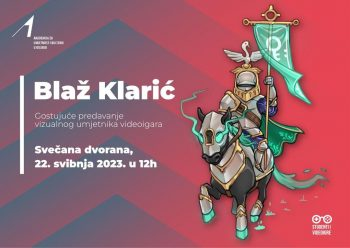 AKADEMIJA ZA
UMJETNOST I KULTURU
U OSIJEKU
Blaž Klarić
Gostujuće predavanje
vizualnog umjetnika videoigara
Svečana dvorana,
22. svibnja 2023. u 12h
STUDENTI I
VIDEOIGRE